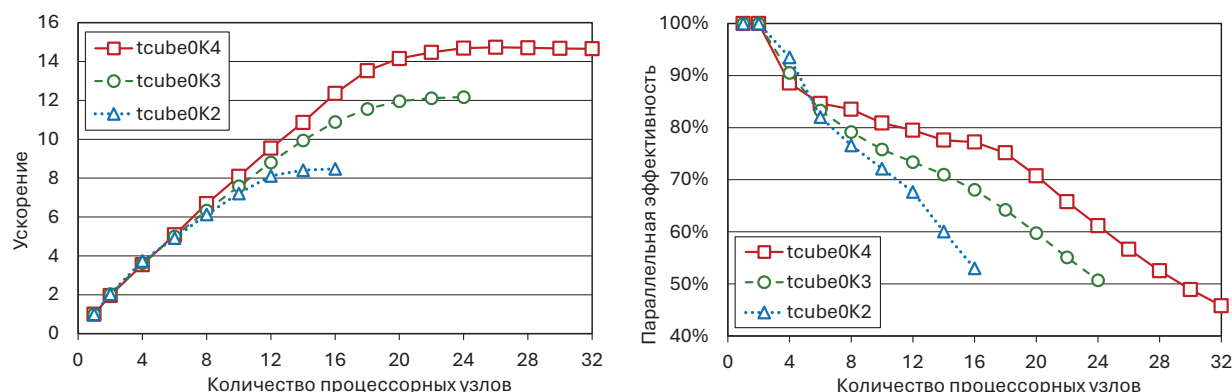 16
14
12
10
8
6
4
2
0
Ускорение
tcube0K4
tcube0K3
tcube0K2
0 4 8 12 16 20 24 28 32
Количество процессорных узлов
100%
90%
80%
70%
60%
50%
40%
Параллельная эффективность
tcube0K4
tcube0K3
tcube0K2
0 4 8 12 16 20 24 28 32
Количество процессорных узлов